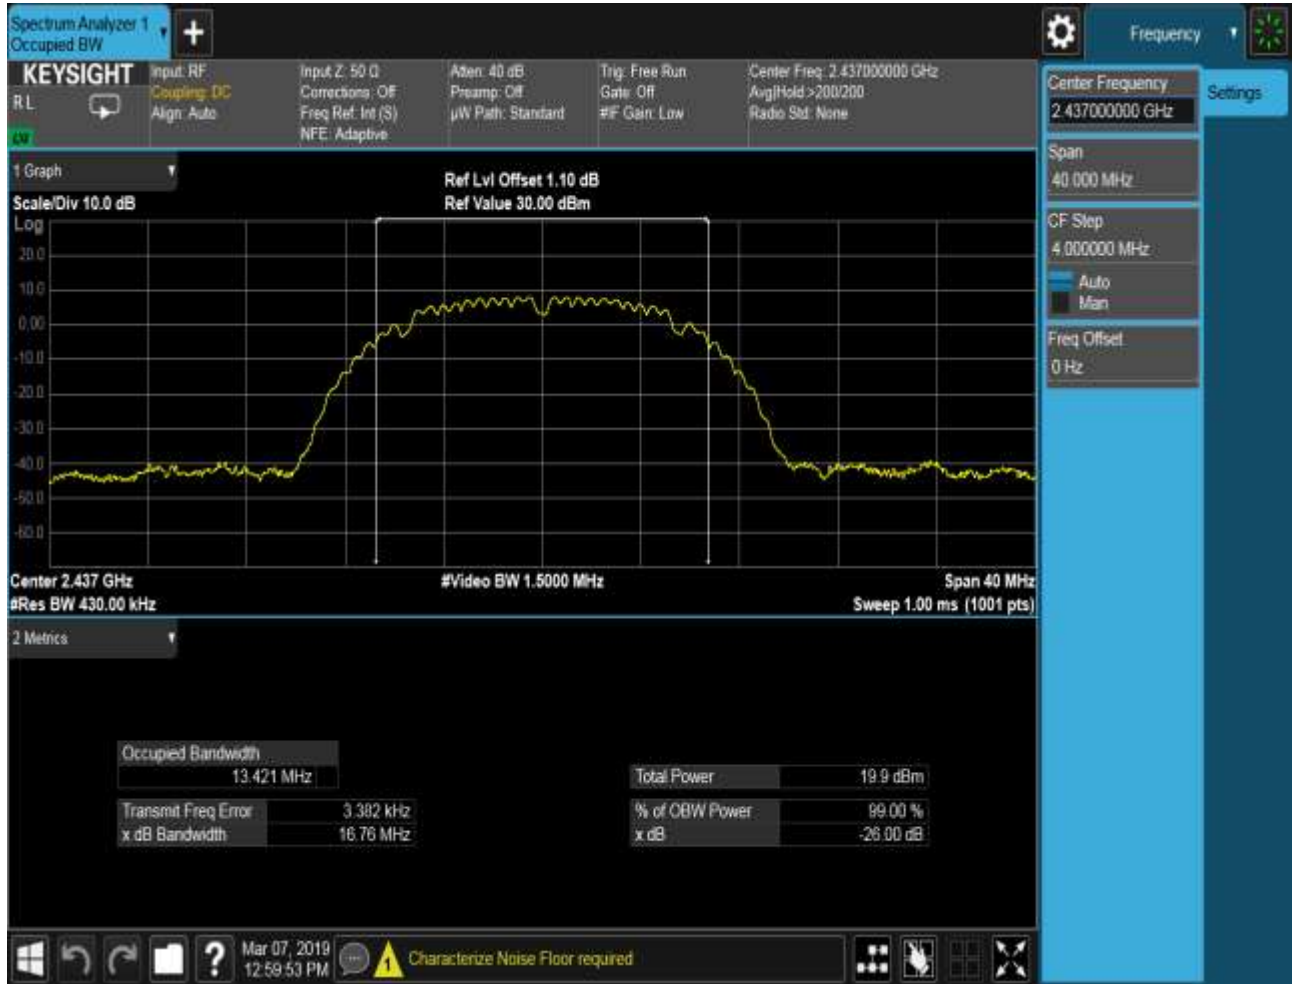 Spectrum Analyzer 1
Occupied BW
Frequency
KEYSIGHT
RL
Input: RF
Coupling: DC
Align: Auto
Input Z: 50 Ω
Corrections: Off
Freq Ref: Int (S)
NFE: Adaptive
Atten: 40 dB
Preamp: Off
µW Path: Standard
Trig: Free Run
Gate: Off
#IF Gain: Low
Center Freq: 2.437000000 GHz
Avg|Hold:>200/200
Radio Std: None
Center Frequency
2.437000000 GHz
Settings
Span
40.000 MHz
CF Step
4.000000 MHz
Auto
Man
Freq Offset
0 Hz
1 Graph
Scale/Div 10.0 dB
Ref Lvl Offset 1.10 dB
Ref Value 30.00 dBm
Log
20.0
10.0
0.00
-10.0
-20.0
-30.0
-40.0
-50.0
-60.0
Center 2.437 GHz
#Video BW 1.5000 MHz
Span 40 MHz
#Res BW 430.00 kHz
Sweep 1.00 ms (1001 pts)
2 Metrics
Occupied Bandwidth
13.421 MHz
Total Power 19.9 dBm
Transmit Freq Error 3.382 kHz
% of OBW Power 99.00 %
x dB Bandwidth 16.76 MHz
x dB -26.00 dB
?
Mar 07, 2019
12:59:53 PM
1
Characterize Noise Floor required